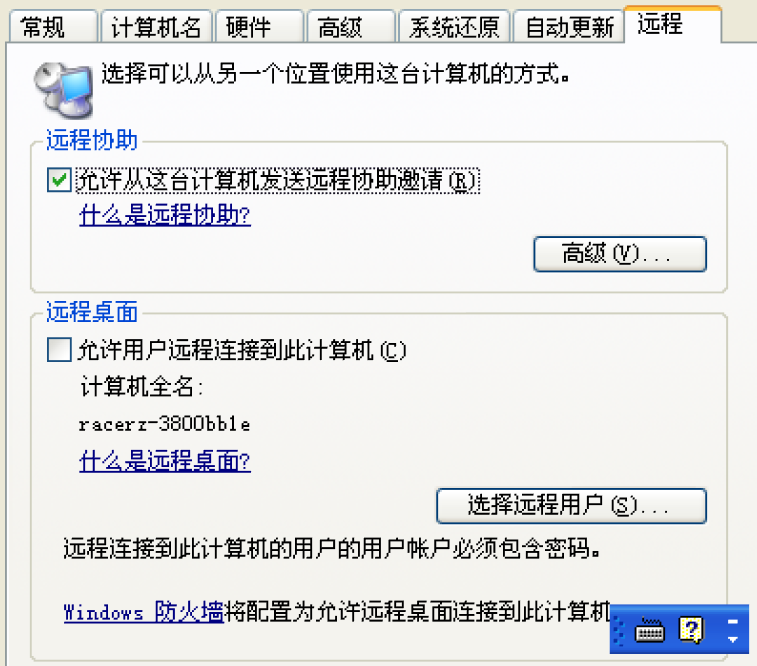 常规 计算机名 硬件 高级 系统还原 自动更新 远程
选择可以从另一个位置使用这台计算机的方式。
远程协助
允许从这台计算机发送远程协助邀请(R)
什么是远程协助?
高级(V)...
远程桌面
允许用户远程连接到此计算机(C)
计算机全名:
racerz-3800bb1e
什么是远程桌面?
选择远程用户(S)...
远程连接到此计算机的用户的用户帐户必须包含密码。
Windows 防火墙将配置为允许远程桌面连接到此计算机
?